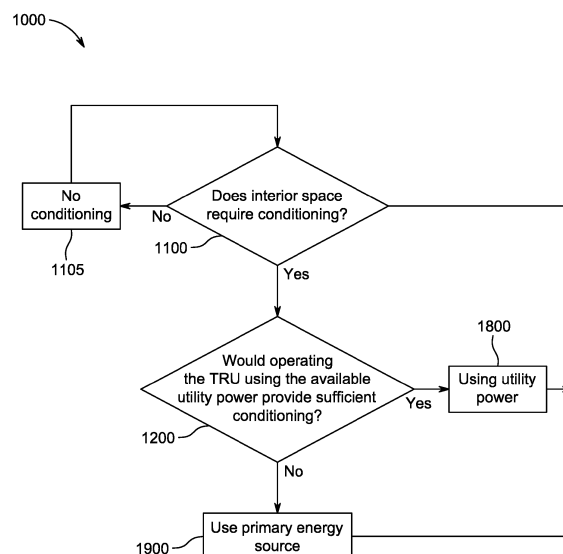 1000
Does interior space
require conditioning?
No
conditioning
No
1100
1105
Yes
1800
Would operating
the TRU using the available
utility power provide sufficient
conditioning?
Using utility
power
Yes
1200
No
Use primary energy
source
1900